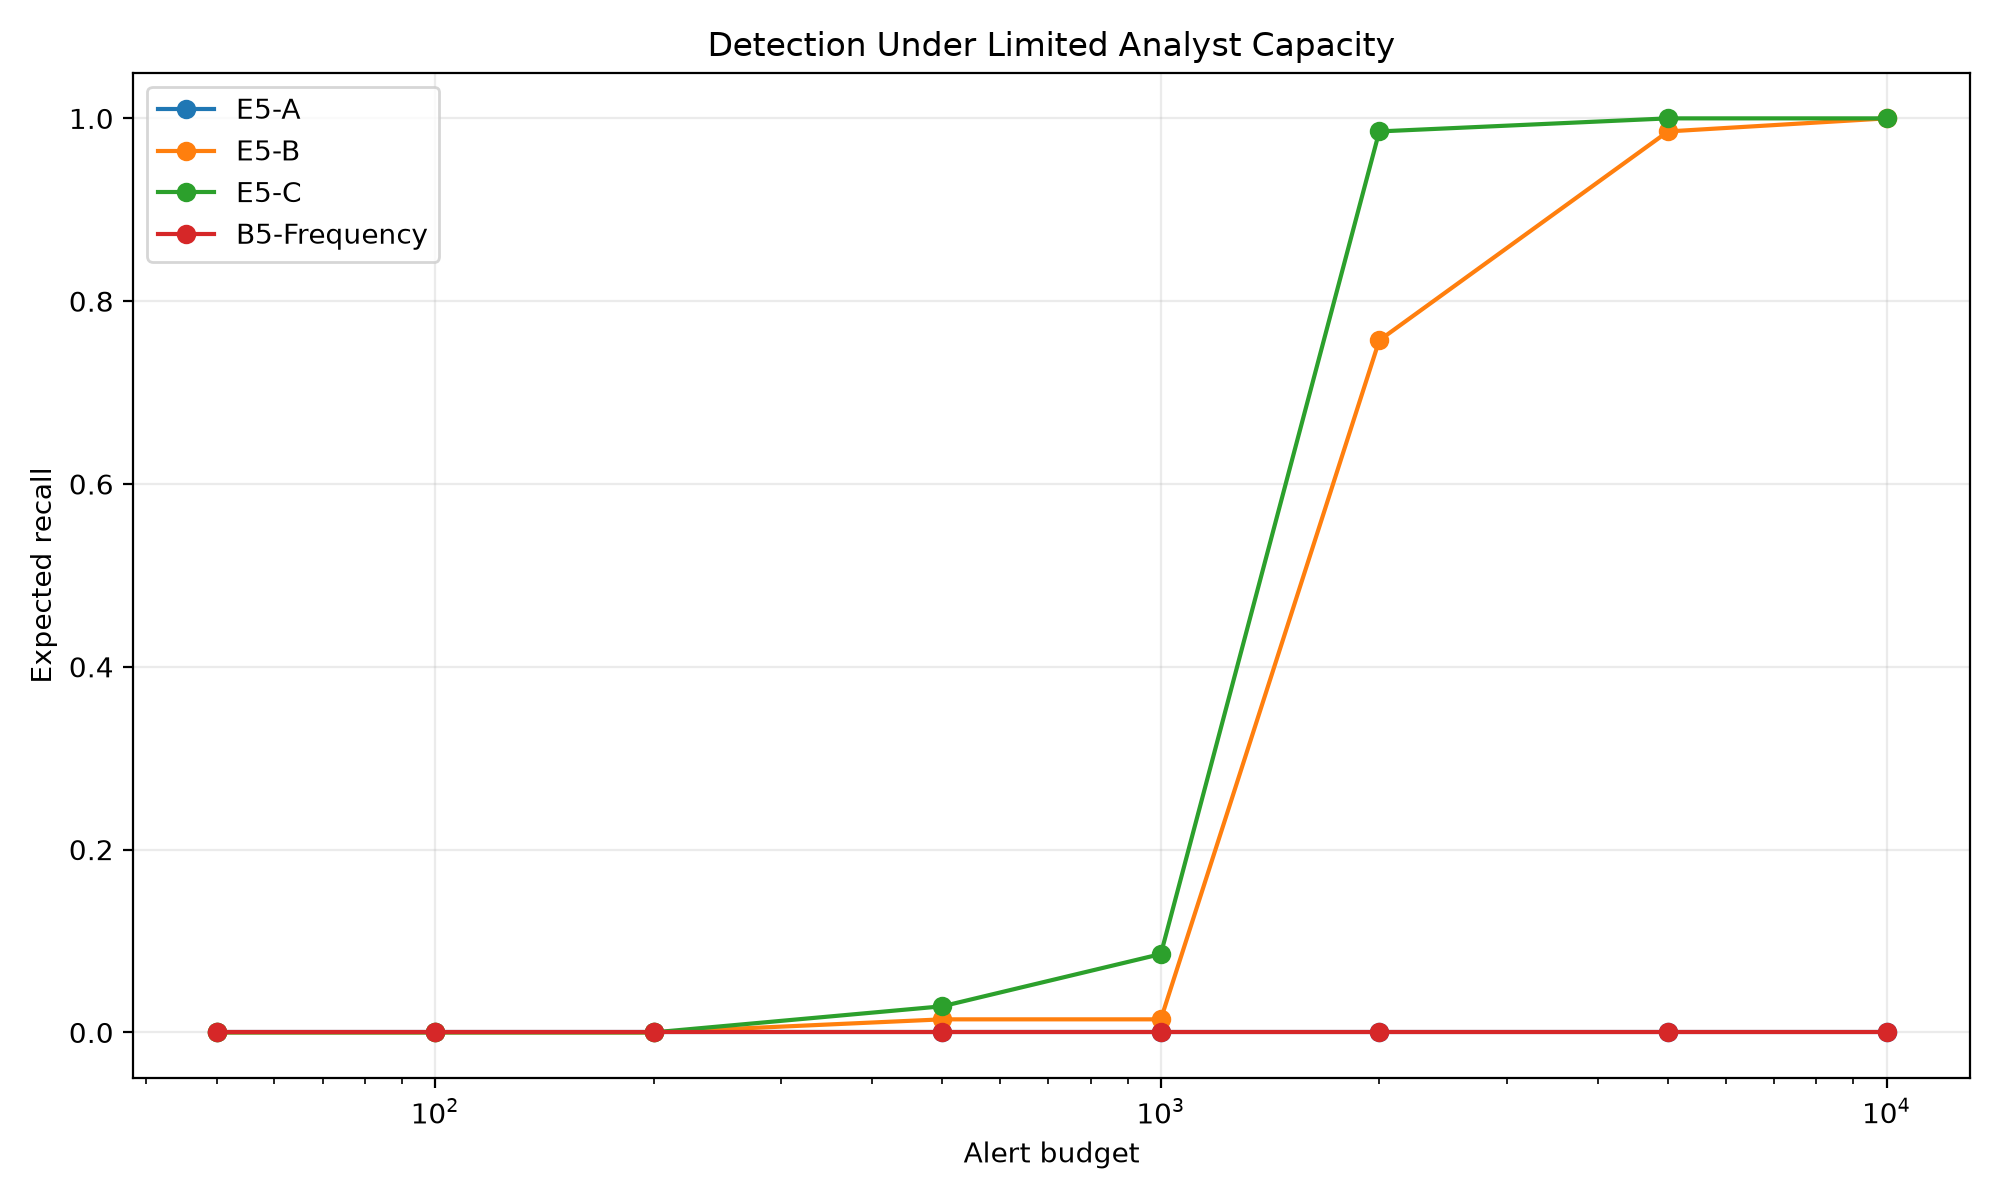 Detection Under Limited Analyst Capacity
E5-A
E5-B
E5-C
B5-Frequency
1.0
0.8
0.6
0.4
0.2
0.0
Expected recall
10²
10³
10⁴
Alert budget